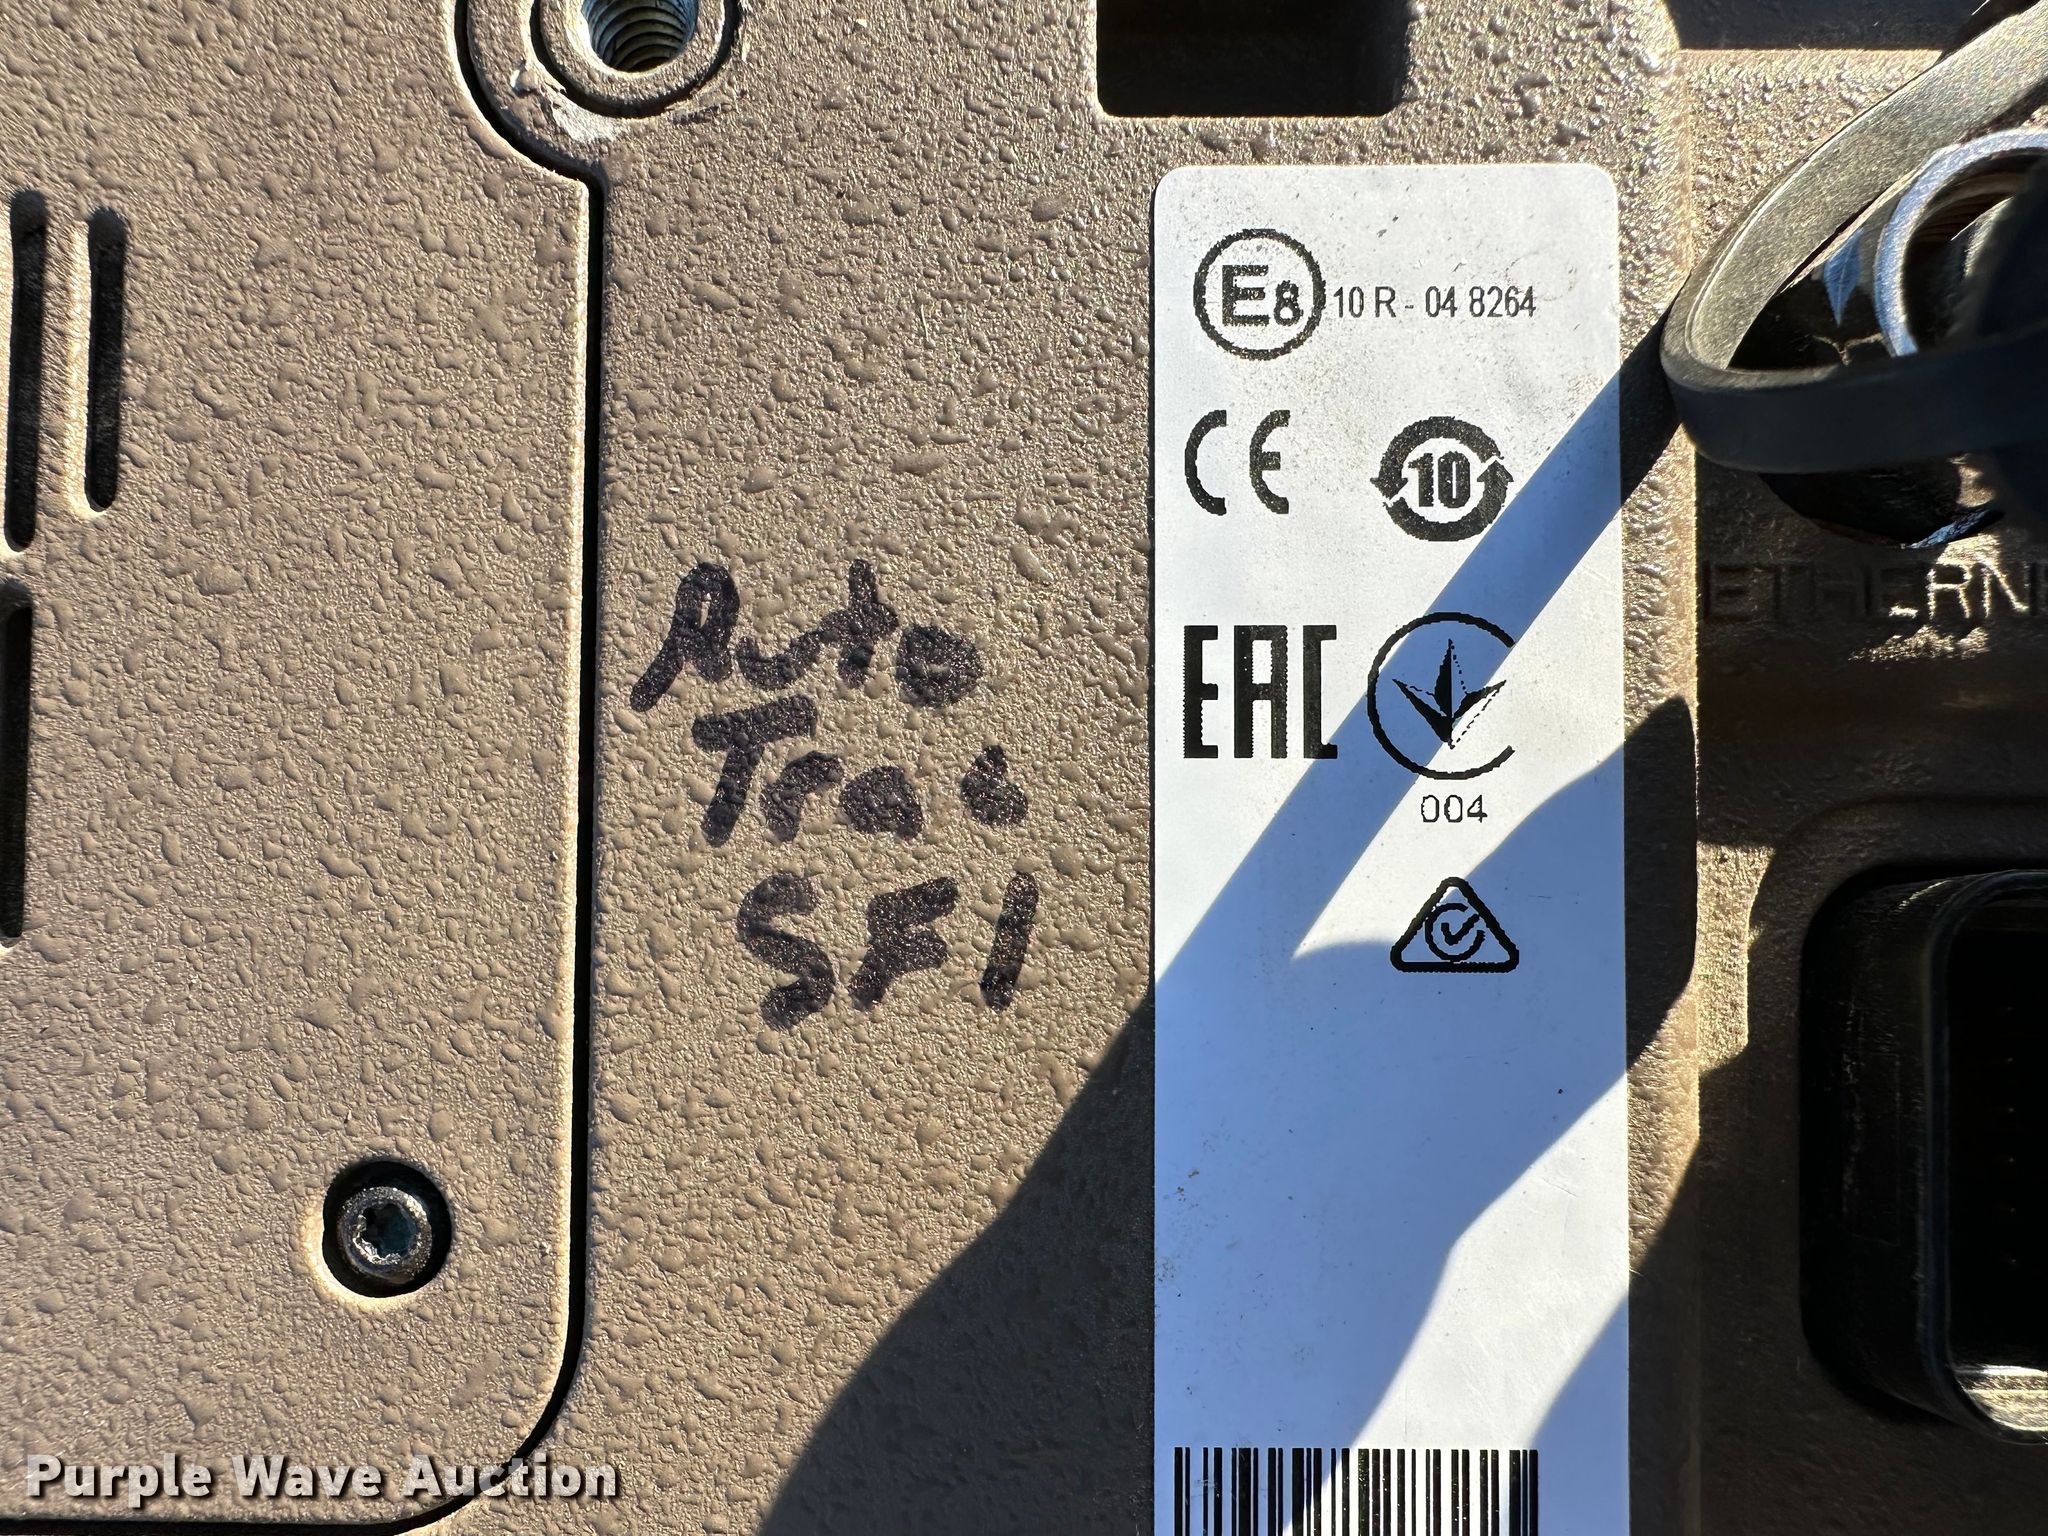 E8 10 R - 04 8264
CE 10
Auto
Trac
SF1
EAC
004
ETHERN
Purple Wave Auction